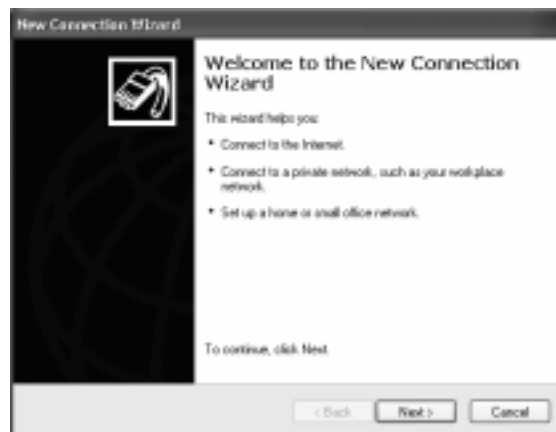 New Connection Wizard
Welcome to the New Connection
Wizard
This wizard helps you:
• Connect to the Internet.
• Connect to a private network, such as your workplace
network.
• Set up a home or small office network.
To continue, click Next.
< Back
Next >
Cancel